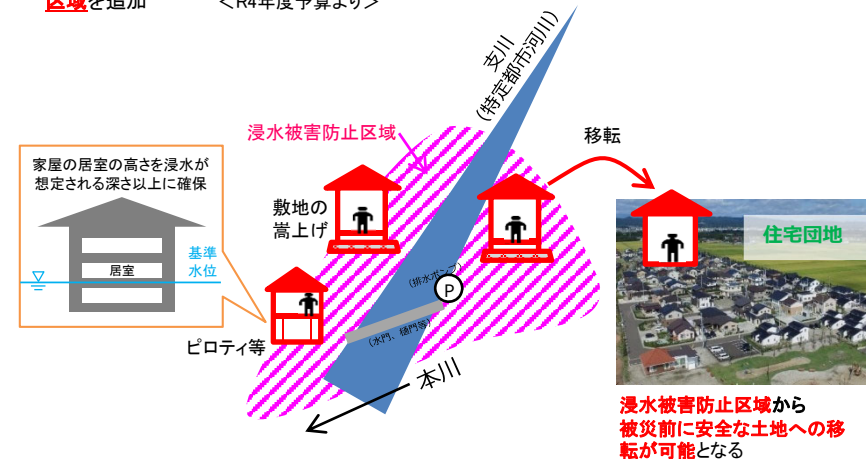 区域を追加
<R4年度予算より>
支川
(特定都市河川)
浸水被害防止区域
移転
家屋の居室の高さを浸水が
想定される深さ以上に確保
居室
基準
水位
敷地の
嵩上げ
住宅団地
(排水ポンプ)
P
(水門、樋門等)
ピロティ等
本川
浸水被害防止区域から
被災前に安全な土地への移
転が可能となる